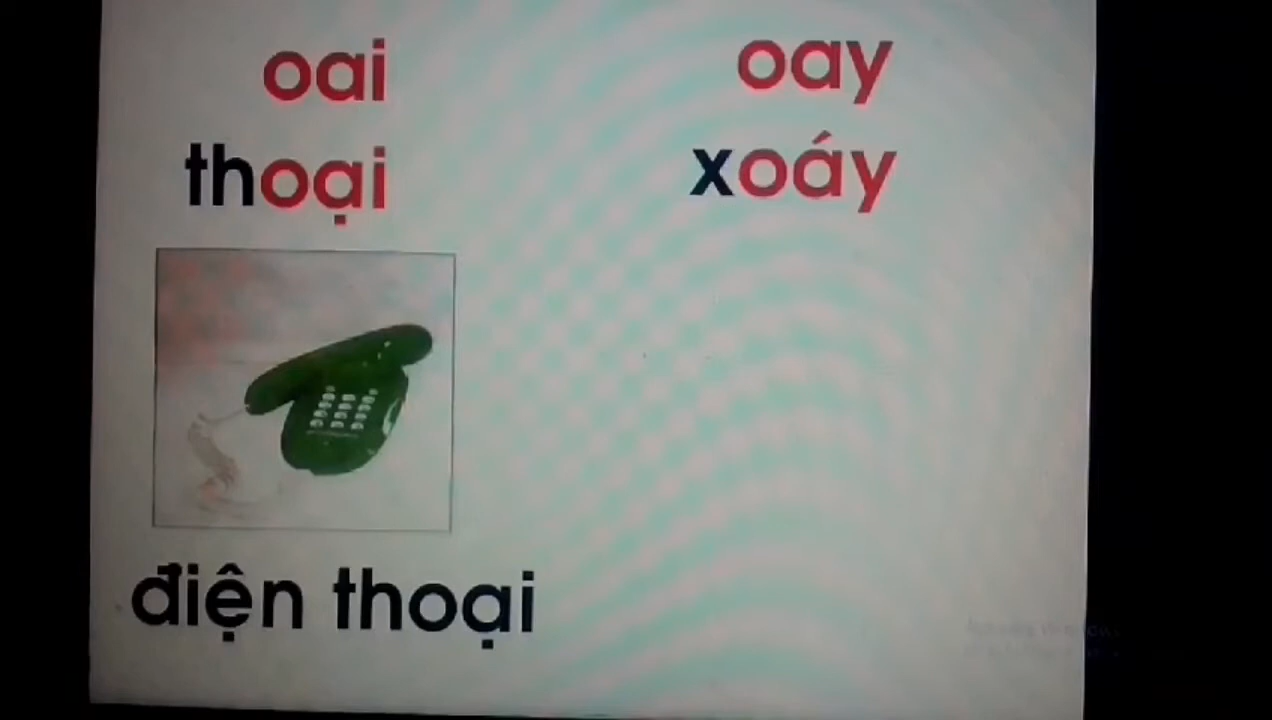 oai oay
thoại xoáy
điện thoại